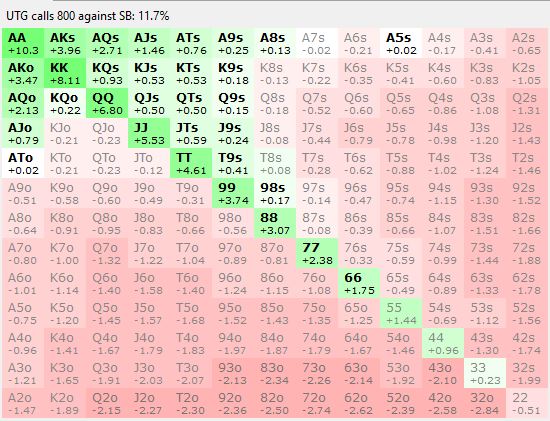 UTG calls 800 against SB: 11.7%
AA AKs AQs AJs ATs A9s A8s A7s A6s A5s A4s A3s A2s
+10.3 +3.96 +2.71 +1.46 +0.76 +0.25 +0.13 -0.02 -0.21 +0.02 -0.17 -0.41 -0.65
AKo KK KQs KJs KTs K9s K8s K7s K6s K5s K4s K3s K2s
+3.47 +8.11 +0.93 +0.53 +0.53 +0.18 -0.13 -0.22 -0.35 -0.41 -0.60 -0.83 -1.05
AQo KQo QQ QJs QTs Q9s Q8s Q7s Q6s Q5s Q4s Q3s Q2s
+2.13 +0.22 +6.80 +0.50 +0.50 +0.15 -0.18 -0.52 -0.60 -0.65 -0.86 -1.08 -1.31
AJo KJo QJo JJ JTs J9s J8s J7s J6s J5s J4s J3s J2s
+0.79 -0.21 -0.23 +5.53 +0.59 +0.24 -0.08 -0.44 -0.79 -0.78 -0.98 -1.20 -1.43
ATo KTo QTo JTo TT T9s T8s T7s T6s T5s T4s T3s T2s
+0.02 -0.21 -0.23 -0.12 +4.61 +0.41 +0.08 -0.28 -0.62 -0.88 -1.02 -1.24 -1.46
A9o K9o Q9o J9o T9o 99 98s 97s 96s 95s 94s 93s 92s
-0.51 -0.58 -0.60 -0.49 -0.31 +3.74 +0.17 -0.14 -0.47 -0.74 -1.15 -1.30 -1.52
A8o K8o Q8o J8o T8o 98o 88 87s 86s 85s 84s 83s 82s
-0.64 -0.91 -0.95 -0.83 -0.66 -0.56 +3.07 -0.08 -0.39 -0.66 -1.07 -1.51 -1.66
A7o K7o Q7o J7o T7o 97o 87o 77 76s 75s 74s 73s 72s
-0.80 -1.00 -1.32 -1.22 -1.04 -0.89 -0.81 +2.38 -0.33 -0.59 -0.99 -1.44 -1.88
A6o K6o Q6o J6o T6o 96o 86o 76o 66 65s 64s 63s 62s
-1.01 -1.14 -1.40 -1.58 -1.40 -1.24 -1.15 -1.08 +1.75 -0.49 -0.89 -1.33 -1.78
A5o K5o Q5o J5o T5o 95o 85o 75o 65o 55 54s 53s 52s
-0.75 -1.20 -1.45 -1.57 -1.68 -1.52 -1.43 -1.35 -1.25 +1.44 -0.69 -1.12 -1.56
A4o K4o Q4o J4o T4o 94o 84o 74o 64o 54o 44 43s 42s
-0.96 -1.41 -1.67 -1.79 -1.83 -1.97 -1.87 -1.79 -1.67 -1.46 +0.96 -1.30 -1.74
A3o K3o Q3o J3o T3o 93o 83o 73o 63o 53o 43o 33 32s
-1.21 -1.65 -1.91 -2.03 -2.07 -2.13 -2.34 -2.26 -2.14 -1.92 -2.10 +0.23 -1.99
A2o K2o Q2o J2o T2o 92o 82o 72o 62o 52o 42o 32o 22
-1.47 -1.89 -2.15 -2.27 -2.30 -2.36 -2.50 -2.74 -2.62 -2.39 -2.58 -2.84 -0.51